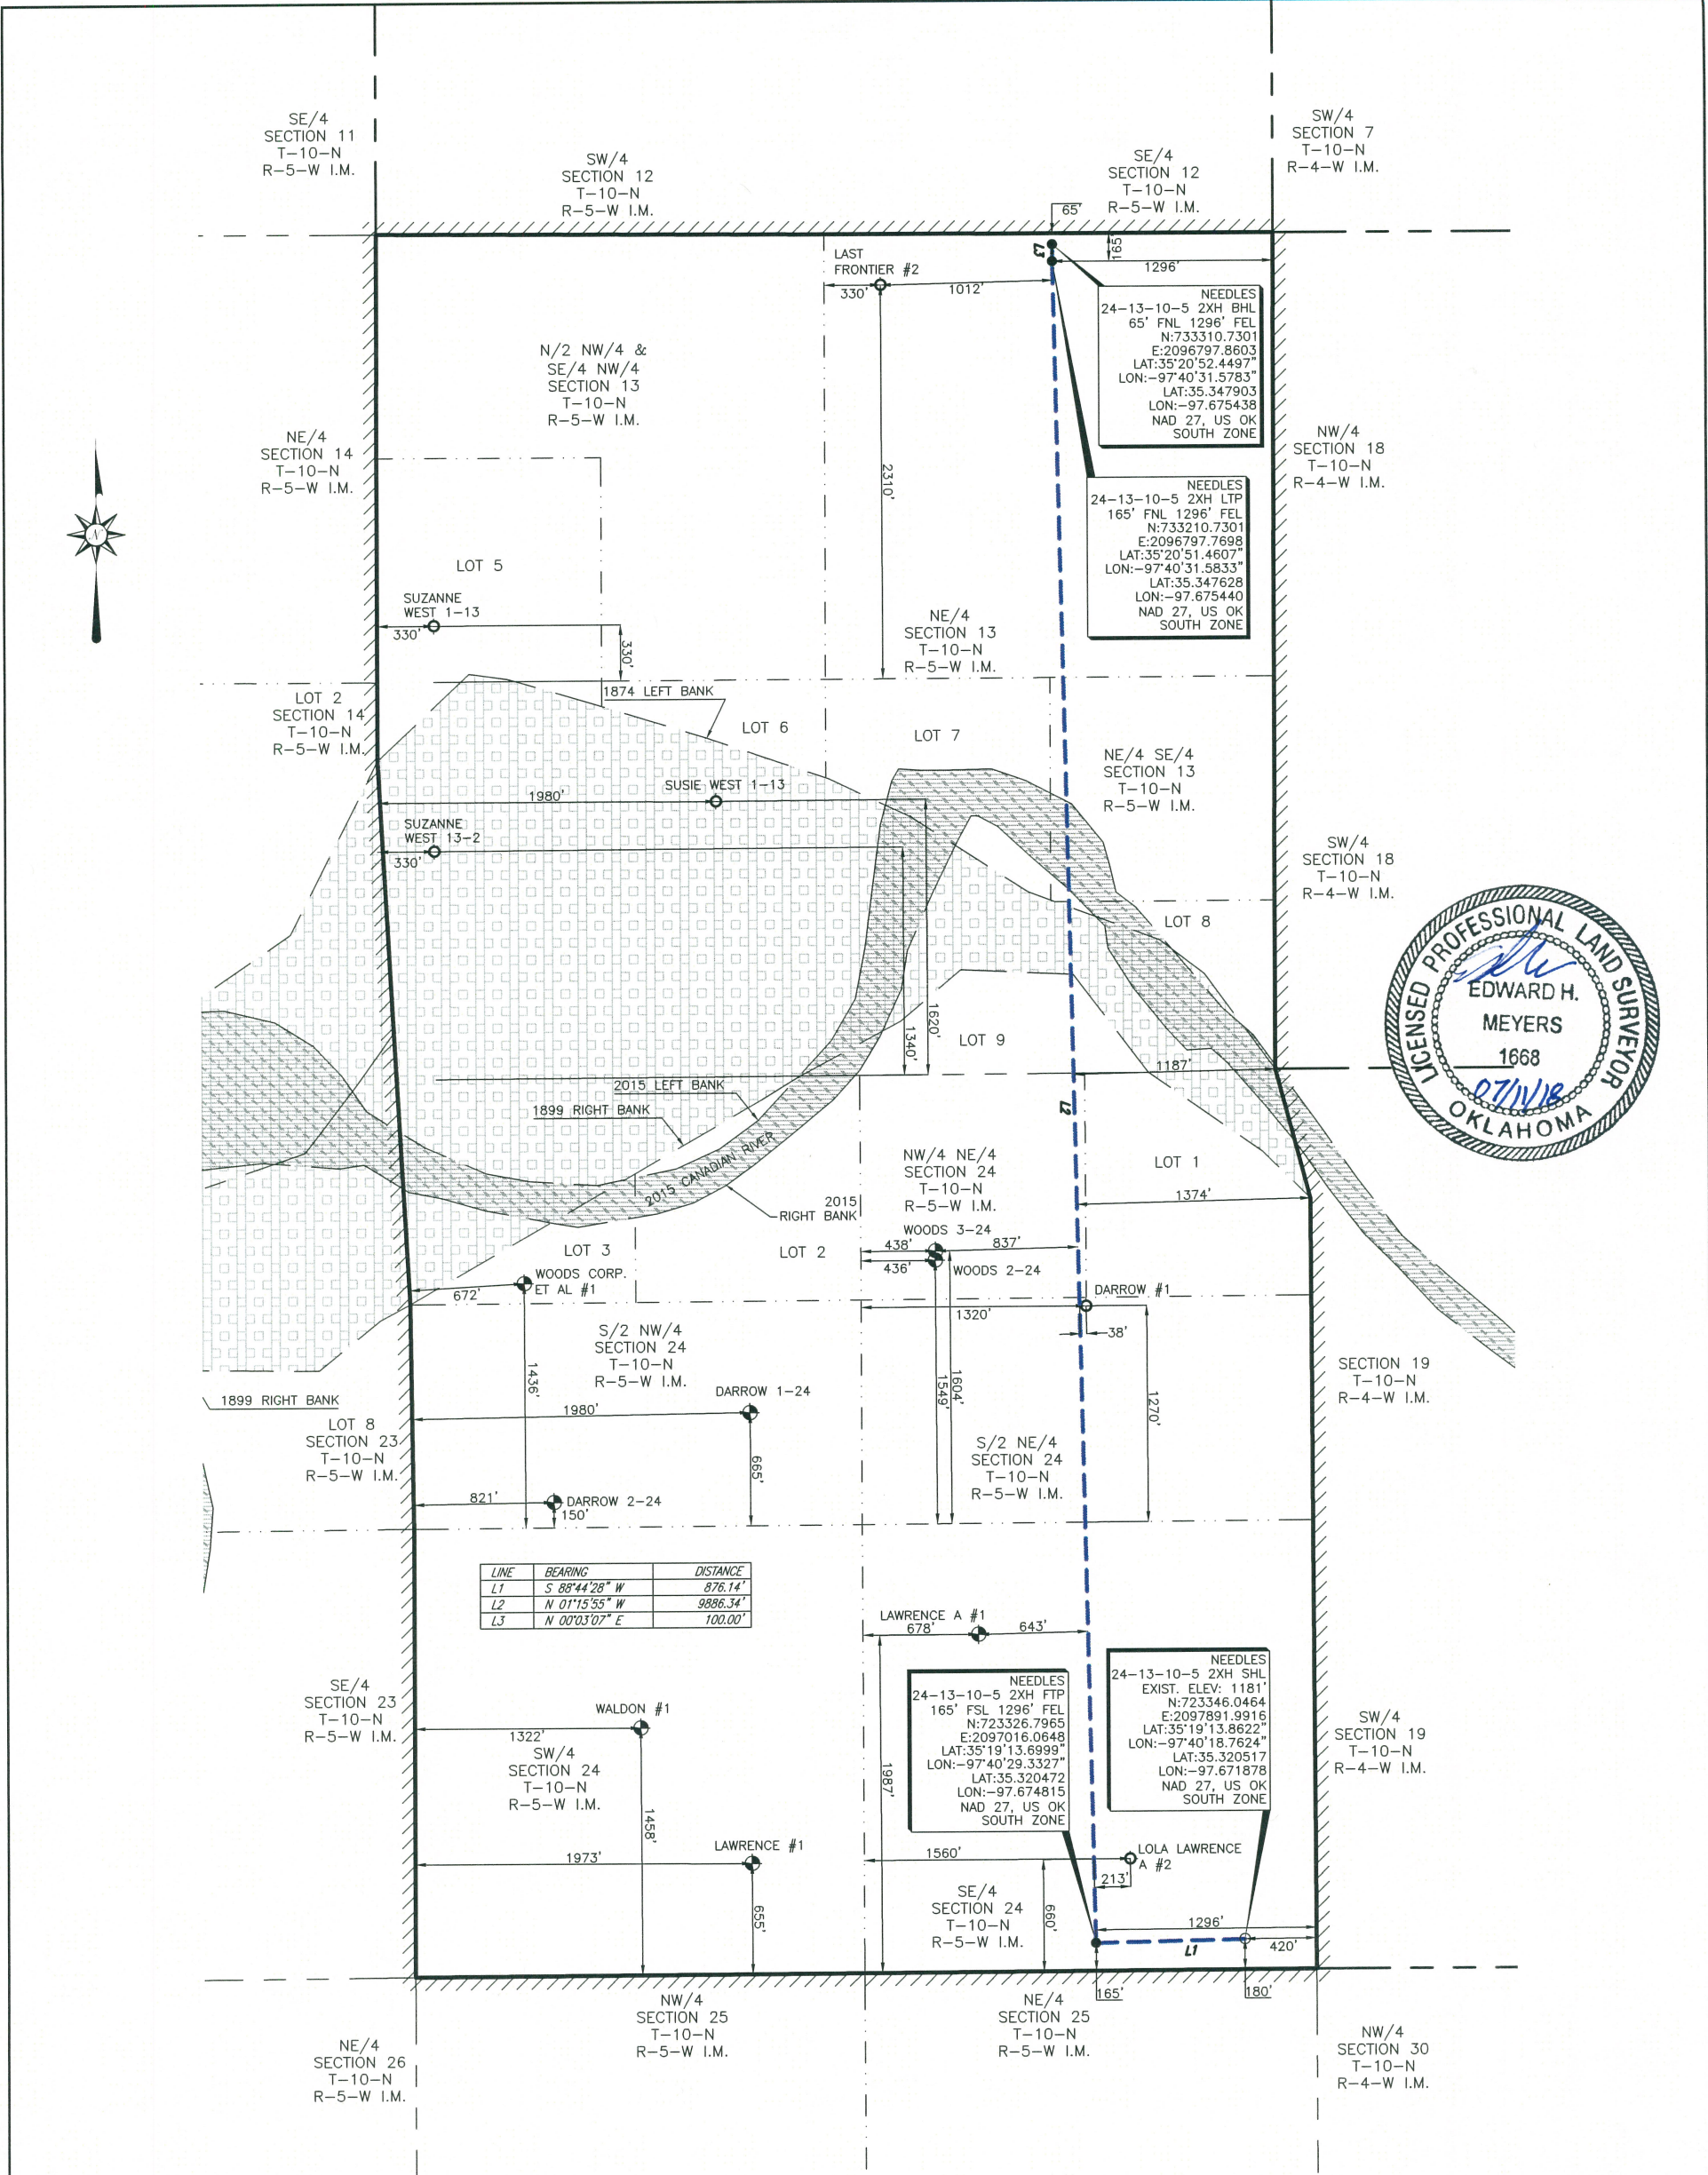 SE/4
SECTION 11
T-10-N
R-5-W I.M.
SW/4
SECTION 12
T-10-N
R-5-W I.M.
SE/4
SECTION 12
T-10-N
R-5-W I.M.
SW/4
SECTION 7
T-10-N
R-4-W I.M.
65'
165'
1296'
L3
LAST
FRONTIER #2
330'
1012'
2310'
NEEDLES
24-13-10-5 2XH BHL
65' FNL 1296' FEL
N:733310.7301
E:2096797.8603
LAT:35°20'52.4497"
LON:-97°40'31.5783"
LAT:35.347903
LON:-97.675438
NAD 27, US OK
SOUTH ZONE
N/2 NW/4 &
SE/4 NW/4
SECTION 13
T-10-N
R-5-W I.M.
NE/4
SECTION 14
T-10-N
R-5-W I.M.
NW/4
SECTION 18
T-10-N
R-4-W I.M.
NEEDLES
24-13-10-5 2XH LTP
165' FNL 1296' FEL
N:733210.7301
E:2096797.7698
LAT:35°20'51.4607"
LON:-97°40'31.5833"
LAT:35.347628
LON:-97.675440
NAD 27, US OK
SOUTH ZONE
N
LOT 5
SUZANNE
WEST 1-13
330'
330'
NE/4
SECTION 13
T-10-N
R-5-W I.M.
LOT 2
SECTION 14
T-10-N
R-5-W I.M.
1874 LEFT BANK
LOT 6
LOT 7
NE/4 SE/4
SECTION 13
T-10-N
R-5-W I.M.
SUSIE WEST 1-13
1980'
SUZANNE
WEST 13-2
330'
SW/4
SECTION 18
T-10-N
R-4-W I.M.
LOT 8
1620'
1340'
LOT 9
1187'
LICENSED PROFESSIONAL LAND SURVEYOR
EDWARD H.
MEYERS
1668
07/11/18
OKLAHOMA
2015 LEFT BANK
1899 RIGHT BANK
2015 CANADIAN RIVER
2015
RIGHT BANK
L2
NW/4 NE/4
SECTION 24
T-10-N
R-5-W I.M.
LOT 1
1374'
WOODS 3-24
438'
837'
436'
WOODS 2-24
LOT 3
LOT 2
WOODS CORP.
ET AL #1
672'
DARROW #1
1320'
38'
S/2 NW/4
SECTION 24
T-10-N
R-5-W I.M.
1436'
1604'
1549'
1270'
SECTION 19
T-10-N
R-4-W I.M.
1899 RIGHT BANK
DARROW 1-24
1980'
665'
LOT 8
SECTION 23
T-10-N
R-5-W I.M.
S/2 NE/4
SECTION 24
T-10-N
R-5-W I.M.
821'
DARROW 2-24
150'
LINE BEARING DISTANCE
L1 S 88°44'28" W 876.14'
L2 N 01°15'55" W 9886.34'
L3 N 00°03'07" E 100.00'
LAWRENCE A #1
678'
643'
1987'
SE/4
SECTION 23
T-10-N
R-5-W I.M.
WALDON #1
1322'
SW/4
SECTION 24
T-10-N
R-5-W I.M.
1458'
NEEDLES
24-13-10-5 2XH FTP
165' FSL 1296' FEL
N:723326.7965
E:2097016.0648
LAT:35°19'13.6999"
LON:-97°40'29.3327"
LAT:35.320472
LON:-97.674815
NAD 27, US OK
SOUTH ZONE
NEEDLES
24-13-10-5 2XH SHL
EXIST. ELEV: 1181'
N:723346.0464
E:2097891.9916
LAT:35°19'13.8622"
LON:-97°40'18.7624"
LAT:35.320517
LON:-97.671878
NAD 27, US OK
SOUTH ZONE
SW/4
SECTION 19
T-10-N
R-4-W I.M.
LAWRENCE #1
1973'
655'
1560'
LOLA LAWRENCE
A #2
213'
660'
SE/4
SECTION 24
T-10-N
R-5-W I.M.
1296'
L1
420'
165'
180'
NW/4
SECTION 25
T-10-N
R-5-W I.M.
NE/4
SECTION 25
T-10-N
R-5-W I.M.
NE/4
SECTION 26
T-10-N
R-5-W I.M.
NW/4
SECTION 30
T-10-N
R-4-W I.M.